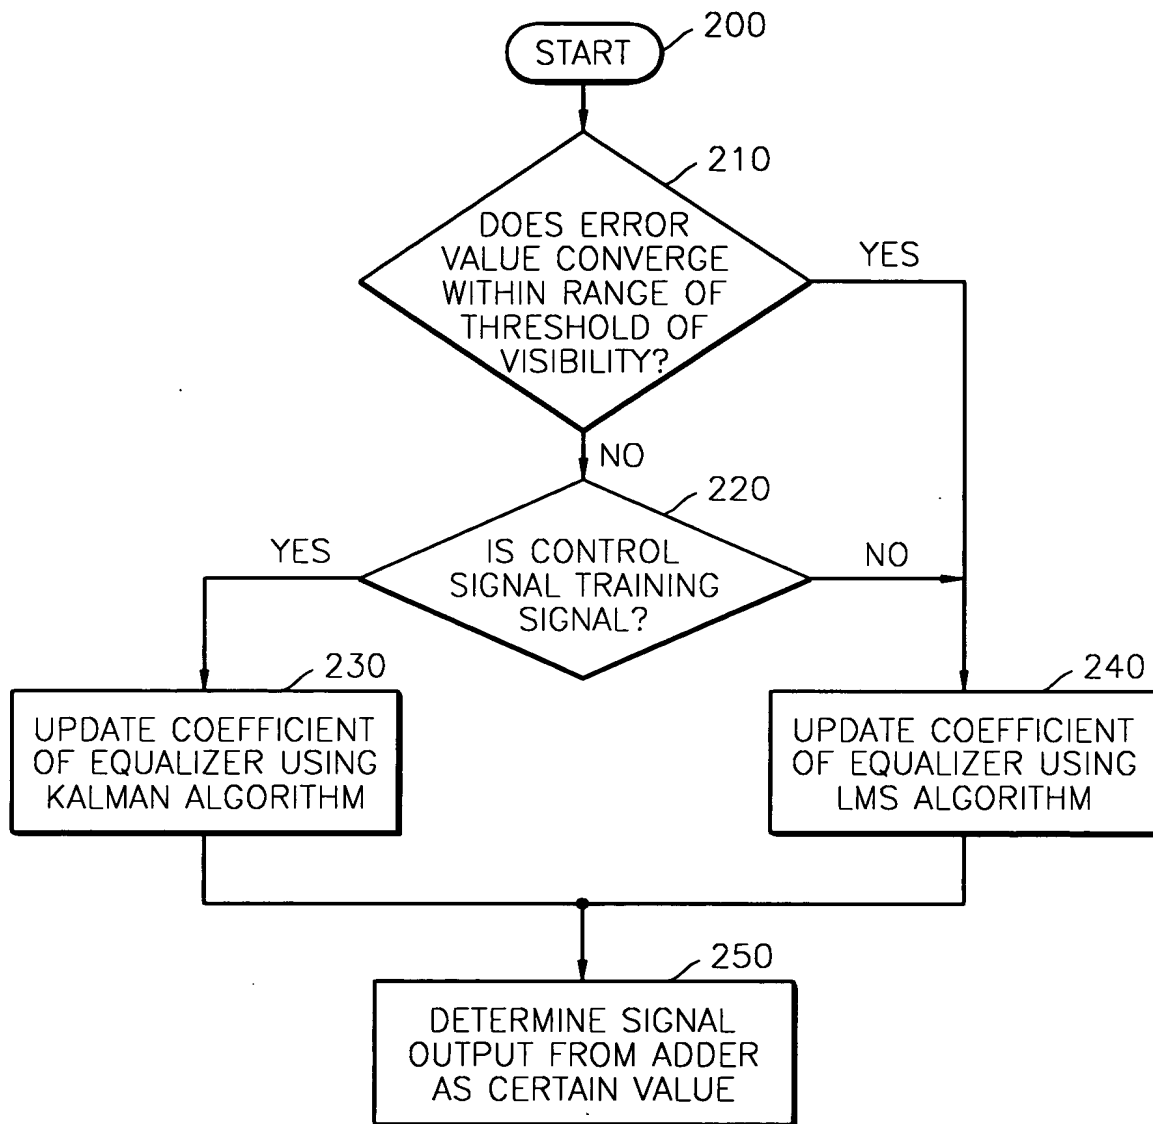 START
200
210
DOES ERROR
VALUE CONVERGE
WITHIN RANGE OF
THRESHOLD OF
VISIBILITY?
YES
NO
220
YES
IS CONTROL
SIGNAL TRAINING
SIGNAL?
NO
230
UPDATE COEFFICIENT
OF EQUALIZER USING
KALMAN ALGORITHM
240
UPDATE COEFFICIENT
OF EQUALIZER USING
LMS ALGORITHM
250
DETERMINE SIGNAL
OUTPUT FROM ADDER
AS CERTAIN VALUE